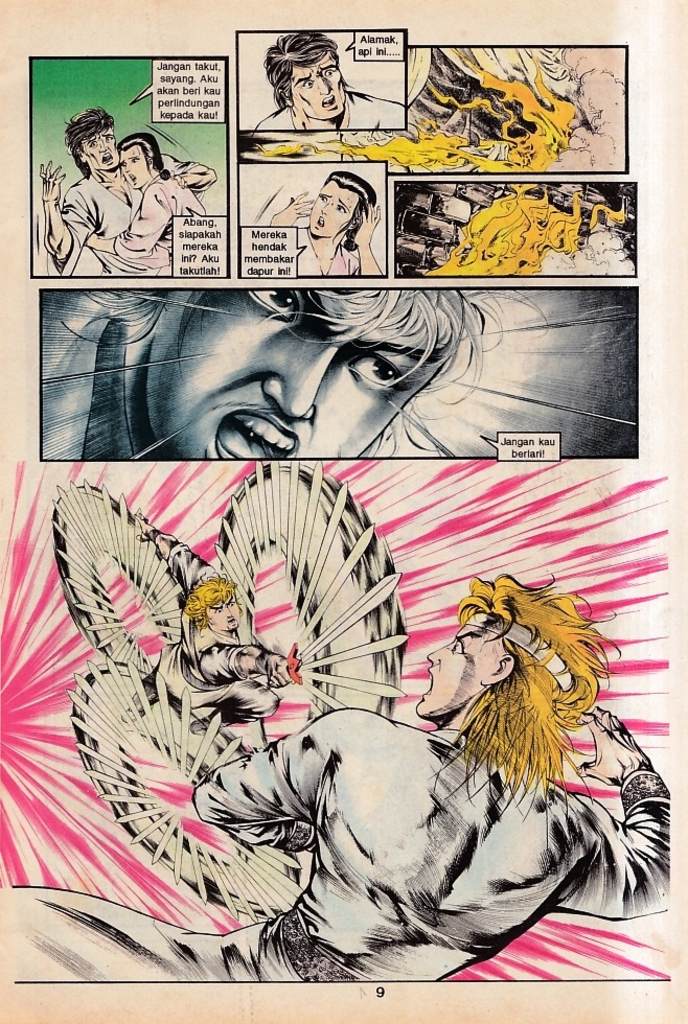 Jangan takut,
sayang. Aku
akan beri kau
perlindungan
kepada kau!
Abang,
siapakah
mereka
ini? Aku
takutlah!
Alamak,
api ini.....
Mereka
hendak
membakar
dapur ini!
Jangan kau
berlari!
9